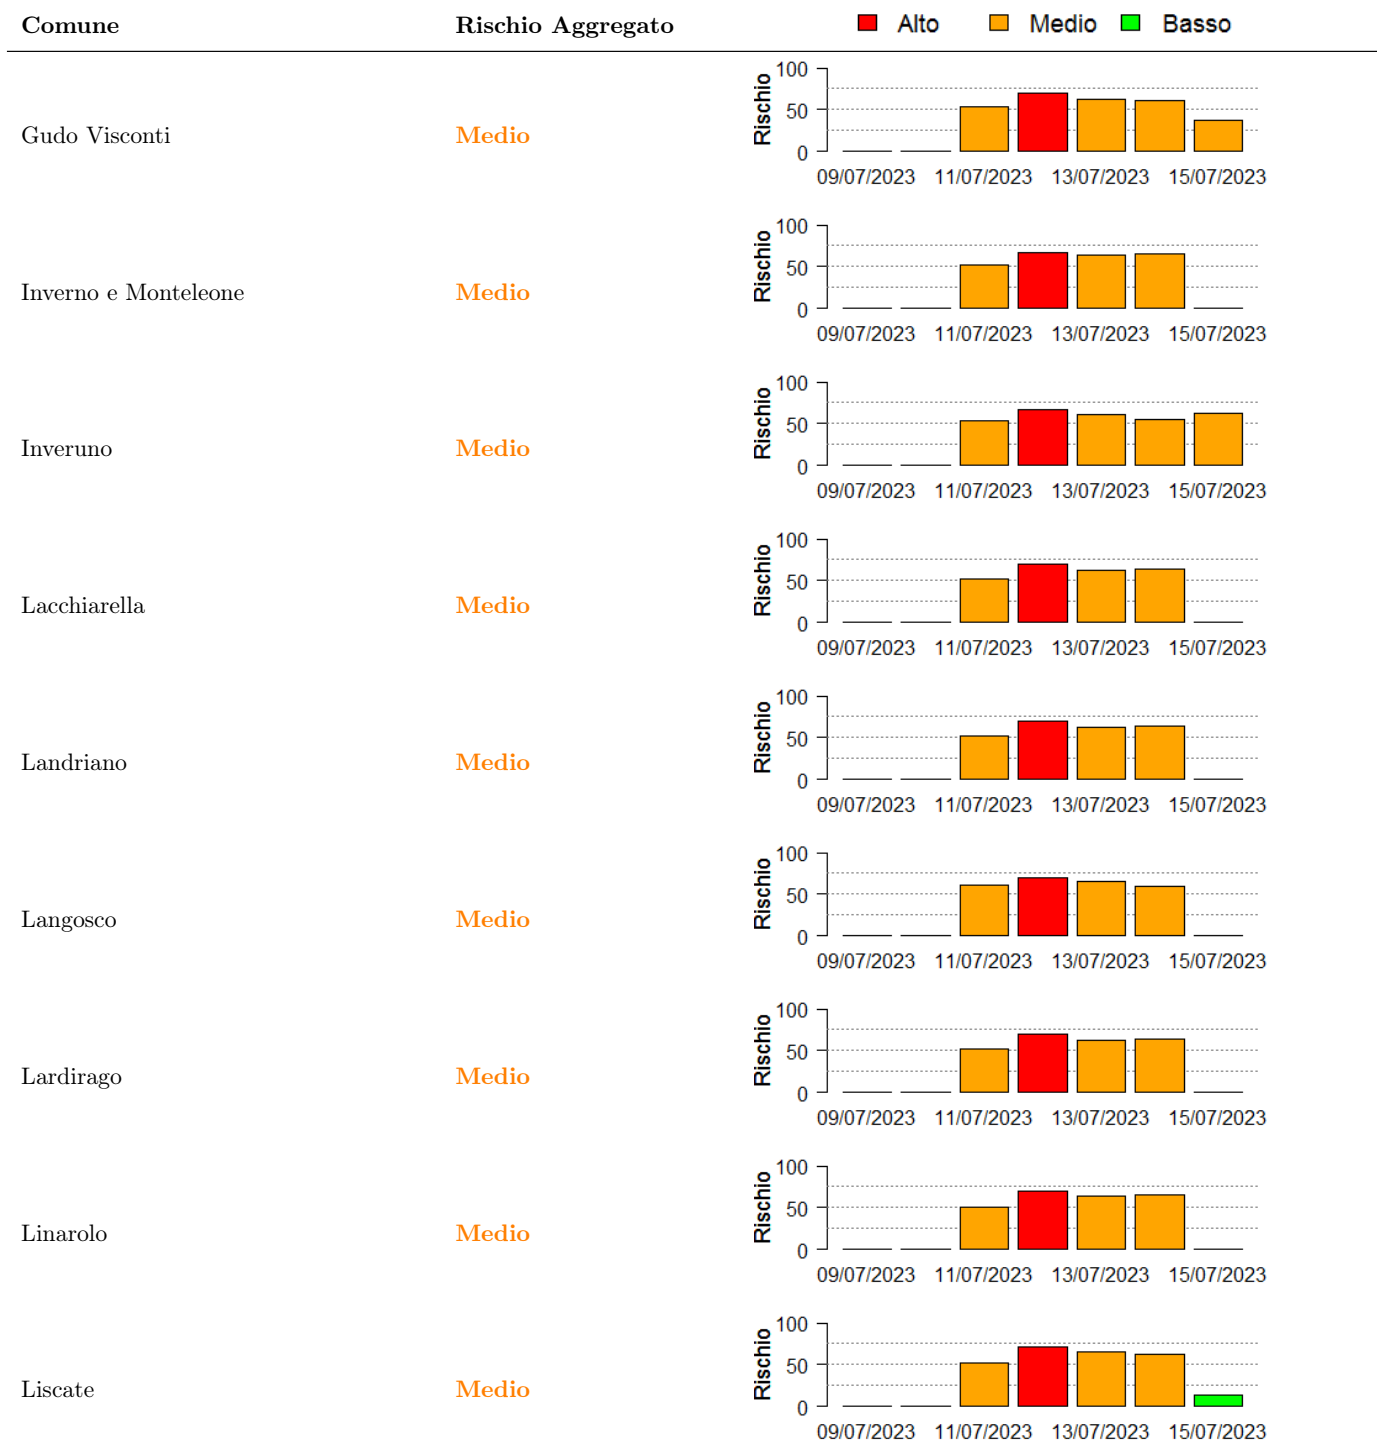 Comune Rischio Aggregato Alto Medio Basso
Gudo Visconti Medio Rischio 100 50 0
09/07/2023 11/07/2023 13/07/2023 15/07/2023
Inverno e Monteleone Medio Rischio 100 50 0
09/07/2023 11/07/2023 13/07/2023 15/07/2023
Inveruno Medio Rischio 100 50 0
09/07/2023 11/07/2023 13/07/2023 15/07/2023
Lacchiarella Medio Rischio 100 50 0
09/07/2023 11/07/2023 13/07/2023 15/07/2023
Landriano Medio Rischio 100 50 0
09/07/2023 11/07/2023 13/07/2023 15/07/2023
Langosco Medio Rischio 100 50 0
09/07/2023 11/07/2023 13/07/2023 15/07/2023
Lardirago Medio Rischio 100 50 0
09/07/2023 11/07/2023 13/07/2023 15/07/2023
Linarolo Medio Rischio 100 50 0
09/07/2023 11/07/2023 13/07/2023 15/07/2023
Liscate Medio Rischio 100 50 0
09/07/2023 11/07/2023 13/07/2023 15/07/2023